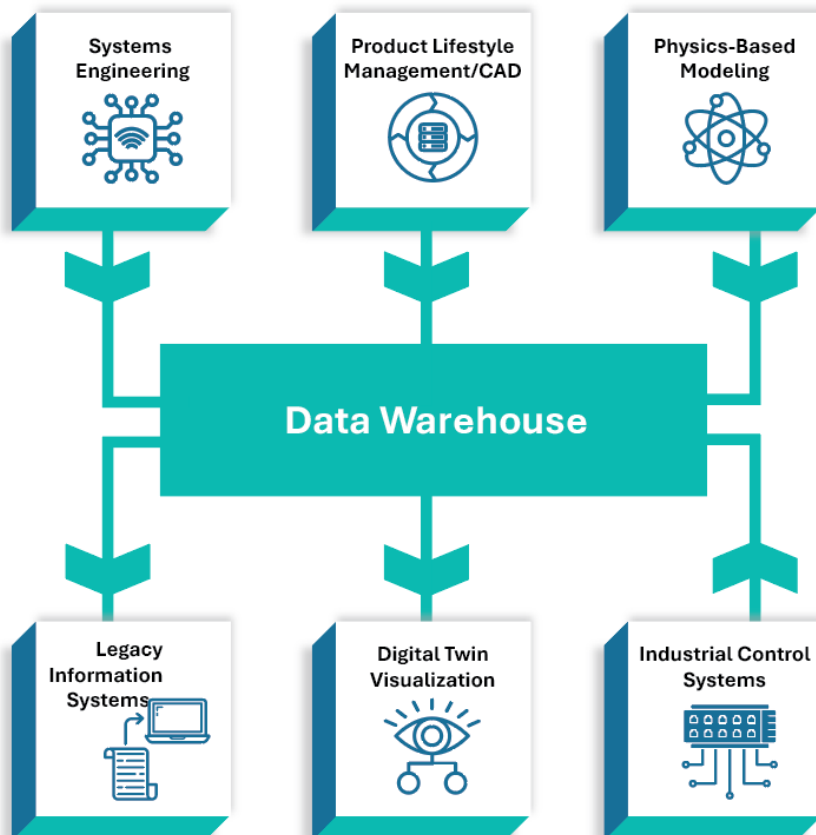 Systems
Engineering
Product Lifestyle
Management/CAD
Physics-Based
Modeling
Data Warehouse
Legacy
Information
Systems
Digital Twin
Visualization
Industrial Control
Systems